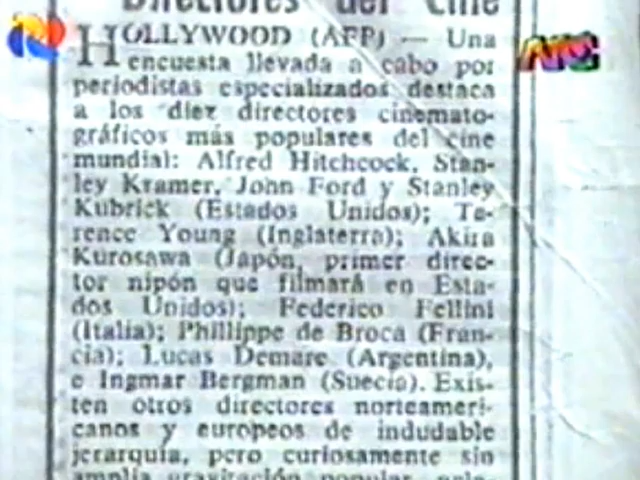 Directores del Cine
HOLLYWOOD (AFP) — Una
encuesta llevada a cabo por
periodistas especializados destaca
a los diez directores cinemato-
gráficos más populares del cine
mundial: Alfred Hitchcock, Stan-
ley Kramer, John Ford y Stanley
Kubrick (Estados Unidos); Te-
rence Young (Inglaterra); Akira
Kurosawa (Japón, primer direc-
tor nipón que filmará en Esta-
dos Unidos); Federico Fellini
(Italia); Phillippe de Broca (Fran-
cia); Lucas Demare (Argentina),
e Ingmar Bergman (Suecia). Exis-
ten otros directores norteameri-
canos y europeos de indudable
jerarquía, pero curiosamente sin
amplia gravitación popular,
ATC